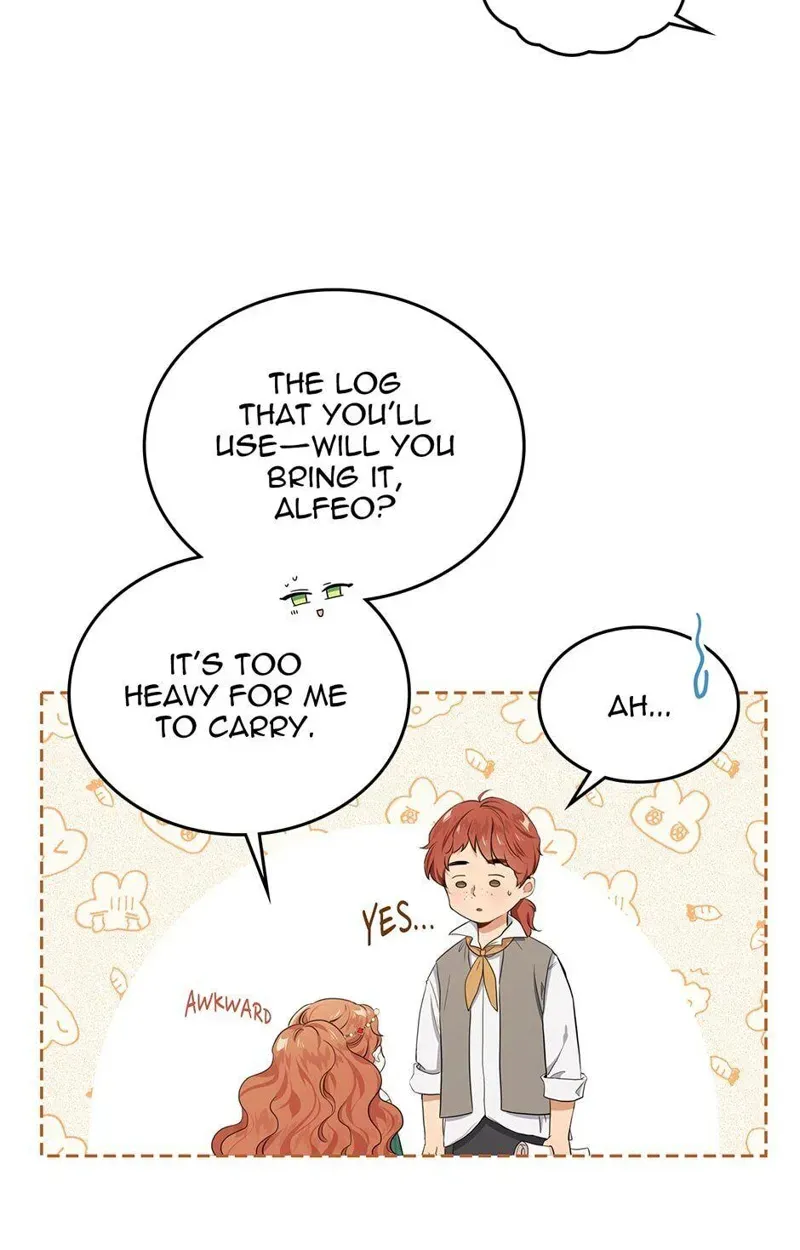 THE LOG
THAT YOU'LL
USE—WILL YOU
BRING IT,
ALFEO?
IT'S TOO
HEAVY FOR ME
TO CARRY.
AH...
YES...
AWKWARD